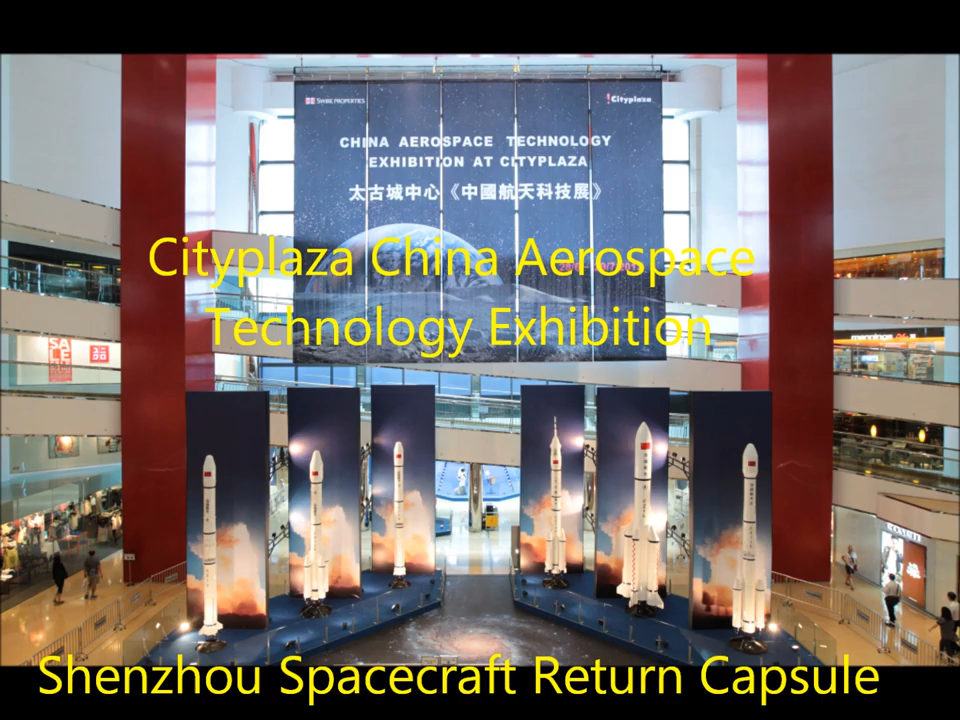 SWIRE PROPERTIES
Cityplaza
CHINA AEROSPACE TECHNOLOGY
EXHIBITION AT CITYPLAZA
太古城中心《中國航天科技展》
Cityplaza China Aerospace
Technology Exhibition
SALE
mannings
Shenzhou Spacecraft Return Capsule